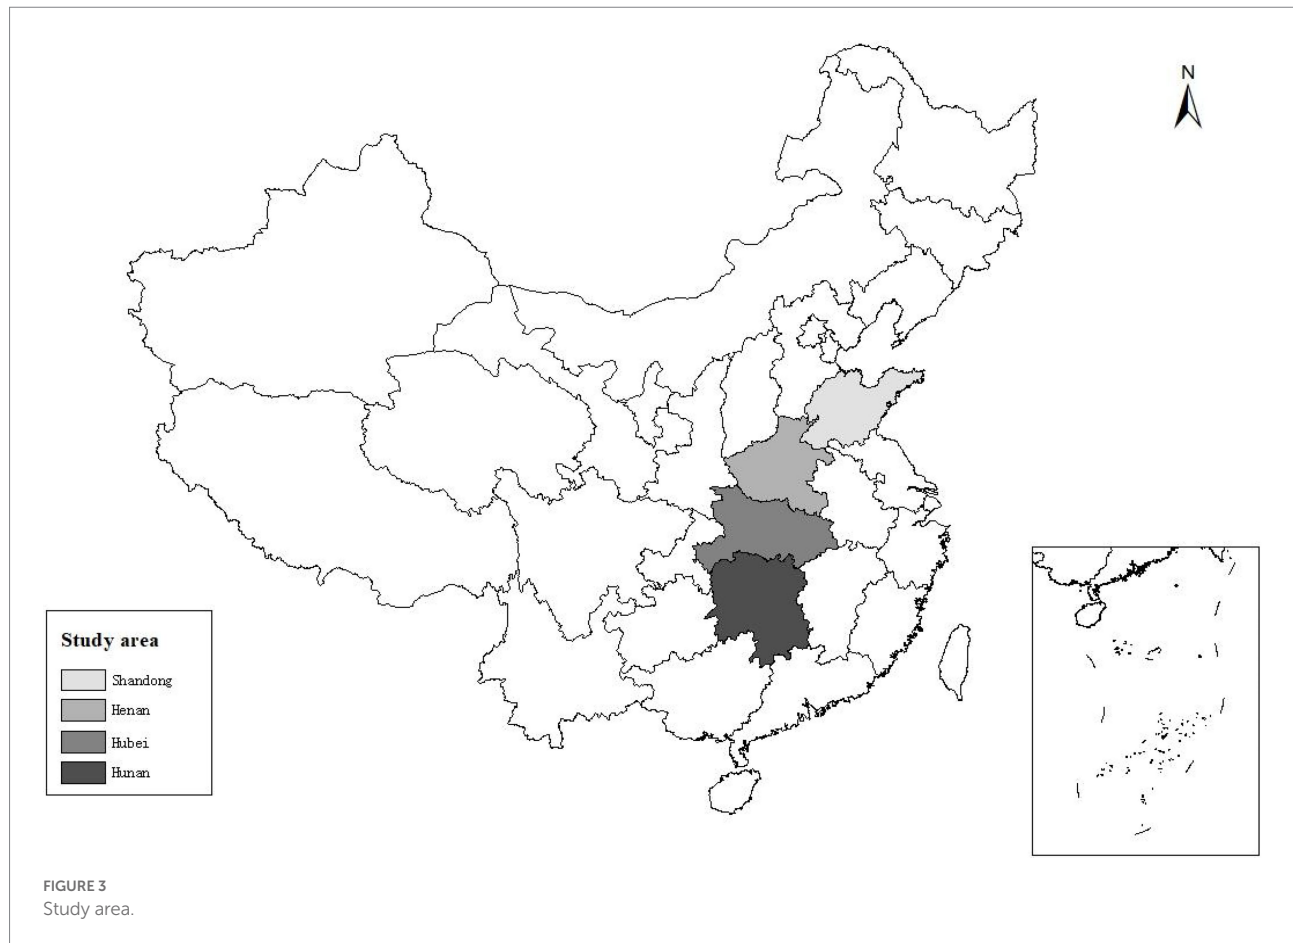 N
Study area
Shandong
Henan
Hubei
Hunan
FIGURE 3
Study area.